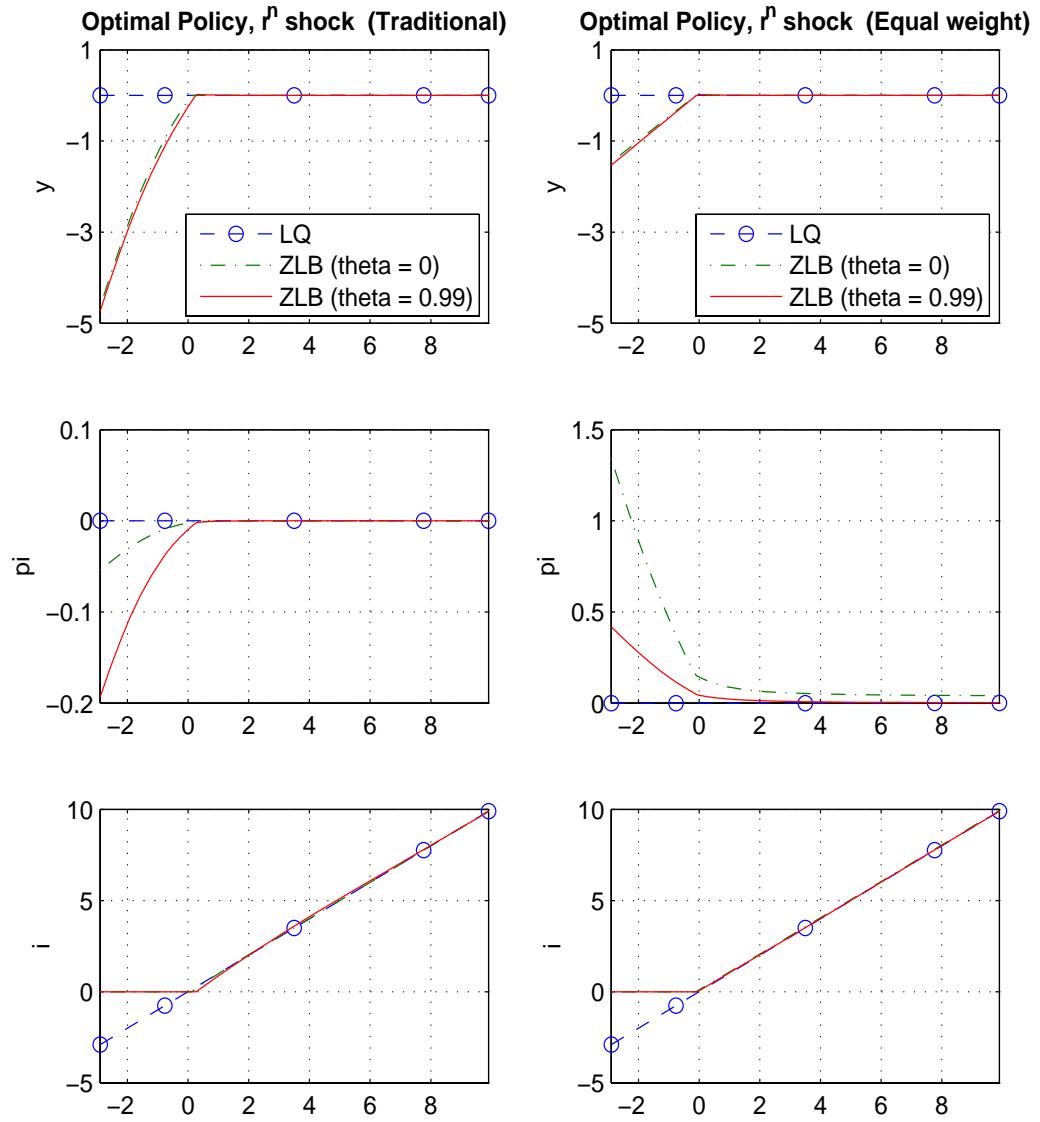 Optimal Policy, rⁿ shock (Traditional)
1
−1
−3
−5
y
LQ
ZLB (theta = 0)
ZLB (theta = 0.99)
−2 0 2 4 6 8
Optimal Policy, rⁿ shock (Equal weight)
1
−1
−3
−5
y
LQ
ZLB (theta = 0)
ZLB (theta = 0.99)
−2 0 2 4 6 8
0.1
0
−0.1
−0.2
pi
−2 0 2 4 6 8
1.5
1
0.5
0
pi
−2 0 2 4 6 8
10
5
0
−5
i
−2 0 2 4 6 8
10
5
0
−5
i
−2 0 2 4 6 8